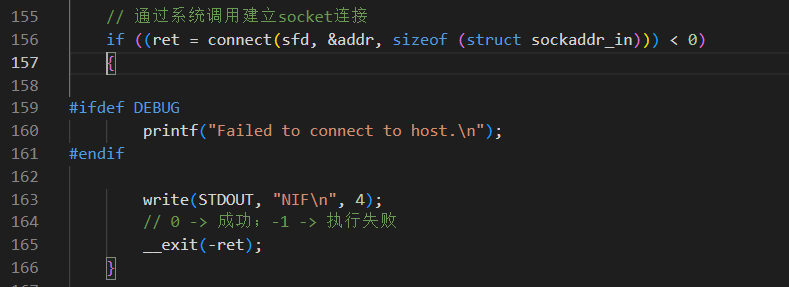 155 // 通过系统调用建立socket连接
156 if ((ret = connect(sfd, &addr, sizeof (struct sockaddr_in))) < 0)
157 {
158
159 #ifdef DEBUG
160 printf("Failed to connect to host.\n");
161 #endif
162
163 write(STDOUT, "NIF\n", 4);
164 // 0 -> 成功；-1 -> 执行失败
165 __exit(-ret);
166 }